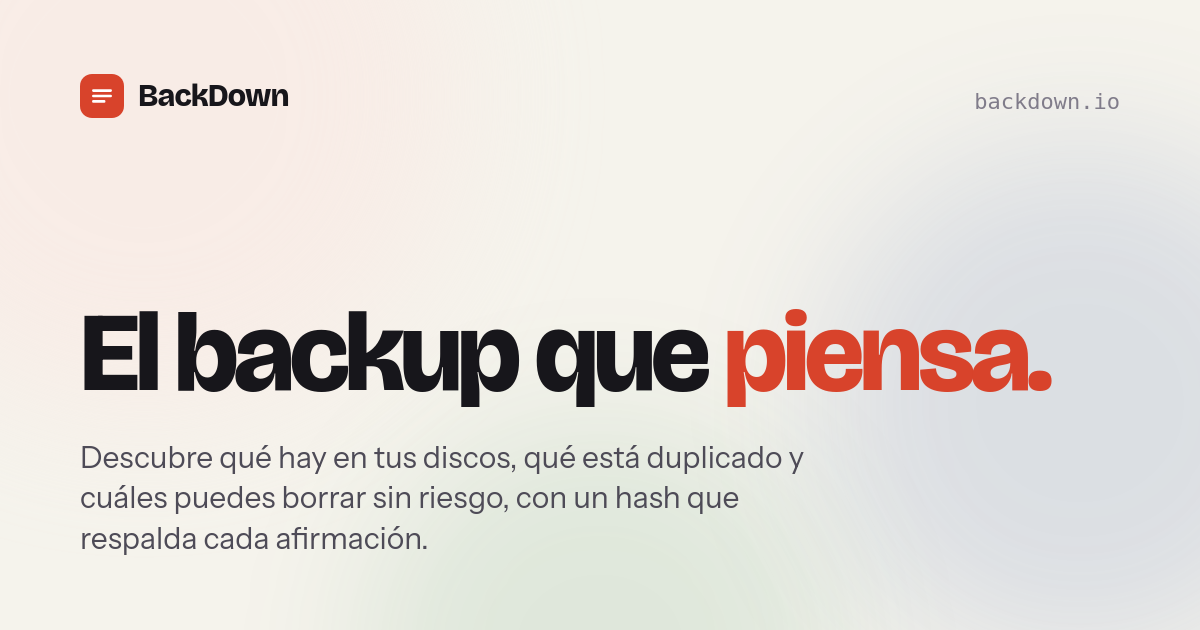 BackDown
backdown.io
El backup que piensa.
Descubre qué hay en tus discos, qué está duplicado y
cuáles puedes borrar sin riesgo, con un hash que
respalda cada afirmación.